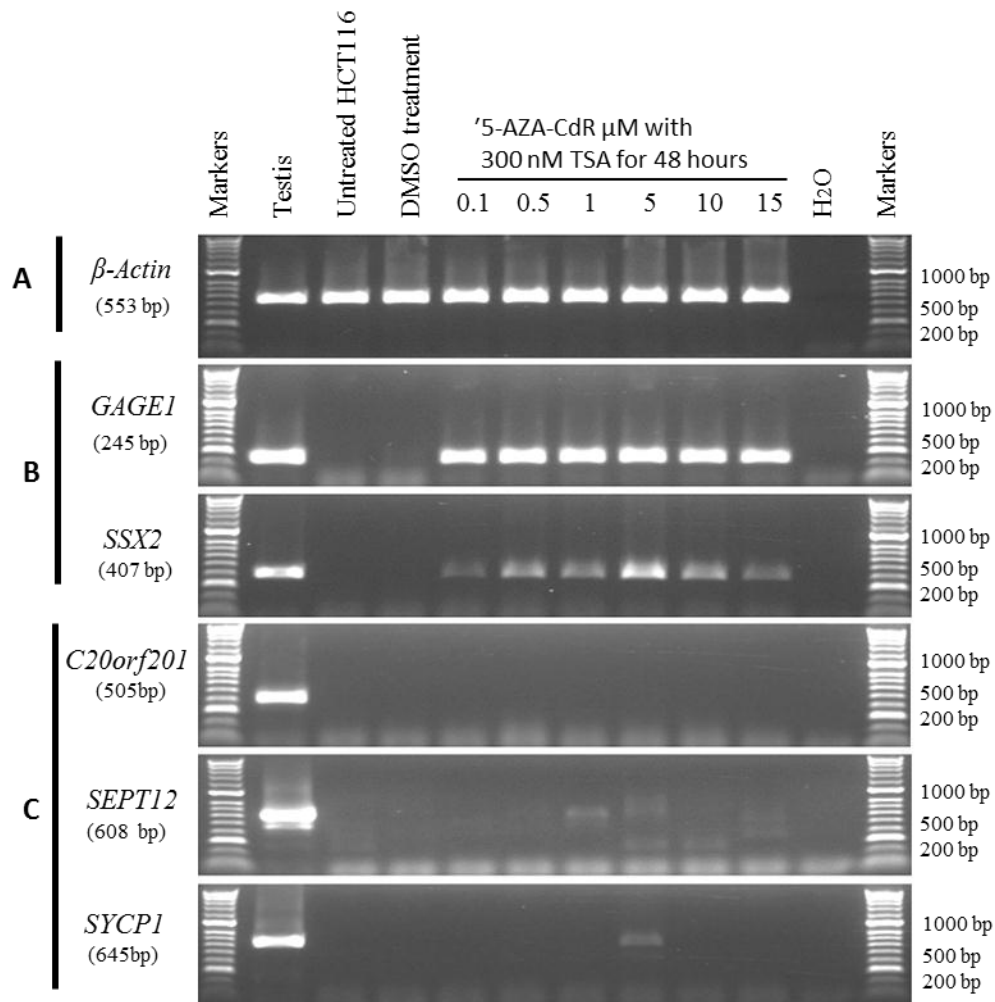 Markers
Testis
Untreated HCT116
DMSO treatment
'5-AZA-CdR µM with
300 nM TSA for 48 hours
0.1 0.5 1 5 10 15
H2O
Markers
A
β-Actin
(553 bp)
1000 bp
500 bp
200 bp
B
GAGE1
(245 bp)
1000 bp
500 bp
200 bp
SSX2
(407 bp)
1000 bp
500 bp
200 bp
C
C20orf201
(505bp)
1000 bp
500 bp
200 bp
SEPT12
(608 bp)
1000 bp
500 bp
200 bp
SYCP1
(645bp)
1000 bp
500 bp
200 bp